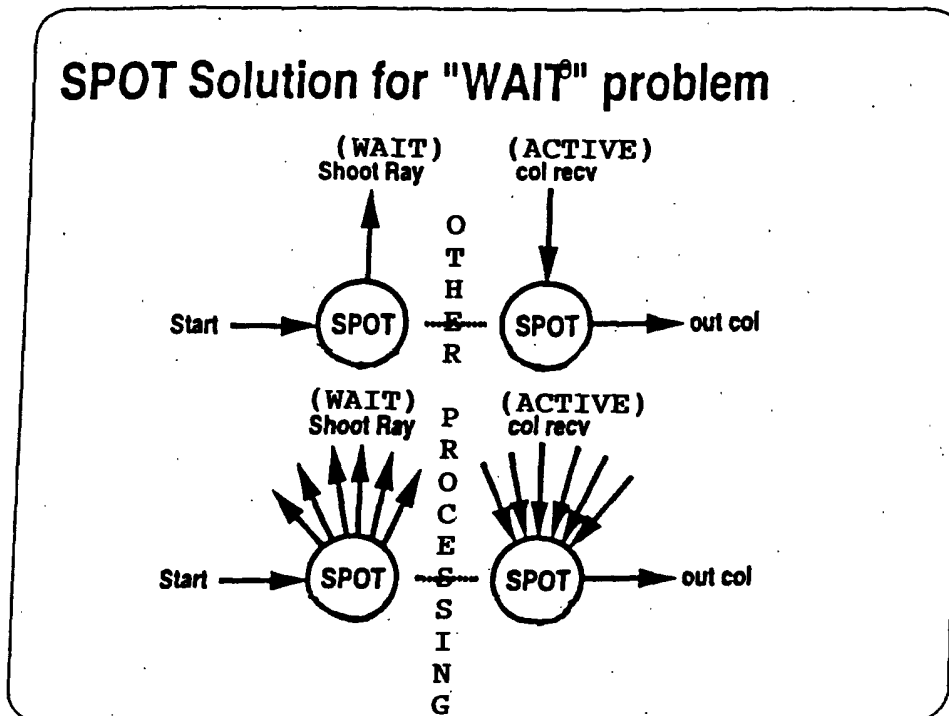 SPOT Solution for "WAIT" problem
(WAIT) (ACTIVE)
Shoot Ray col recv
Start SPOT SPOT out col
(WAIT) (ACTIVE)
Shoot Ray col recv
Start SPOT SPOT out col
OTHER PROCESSING